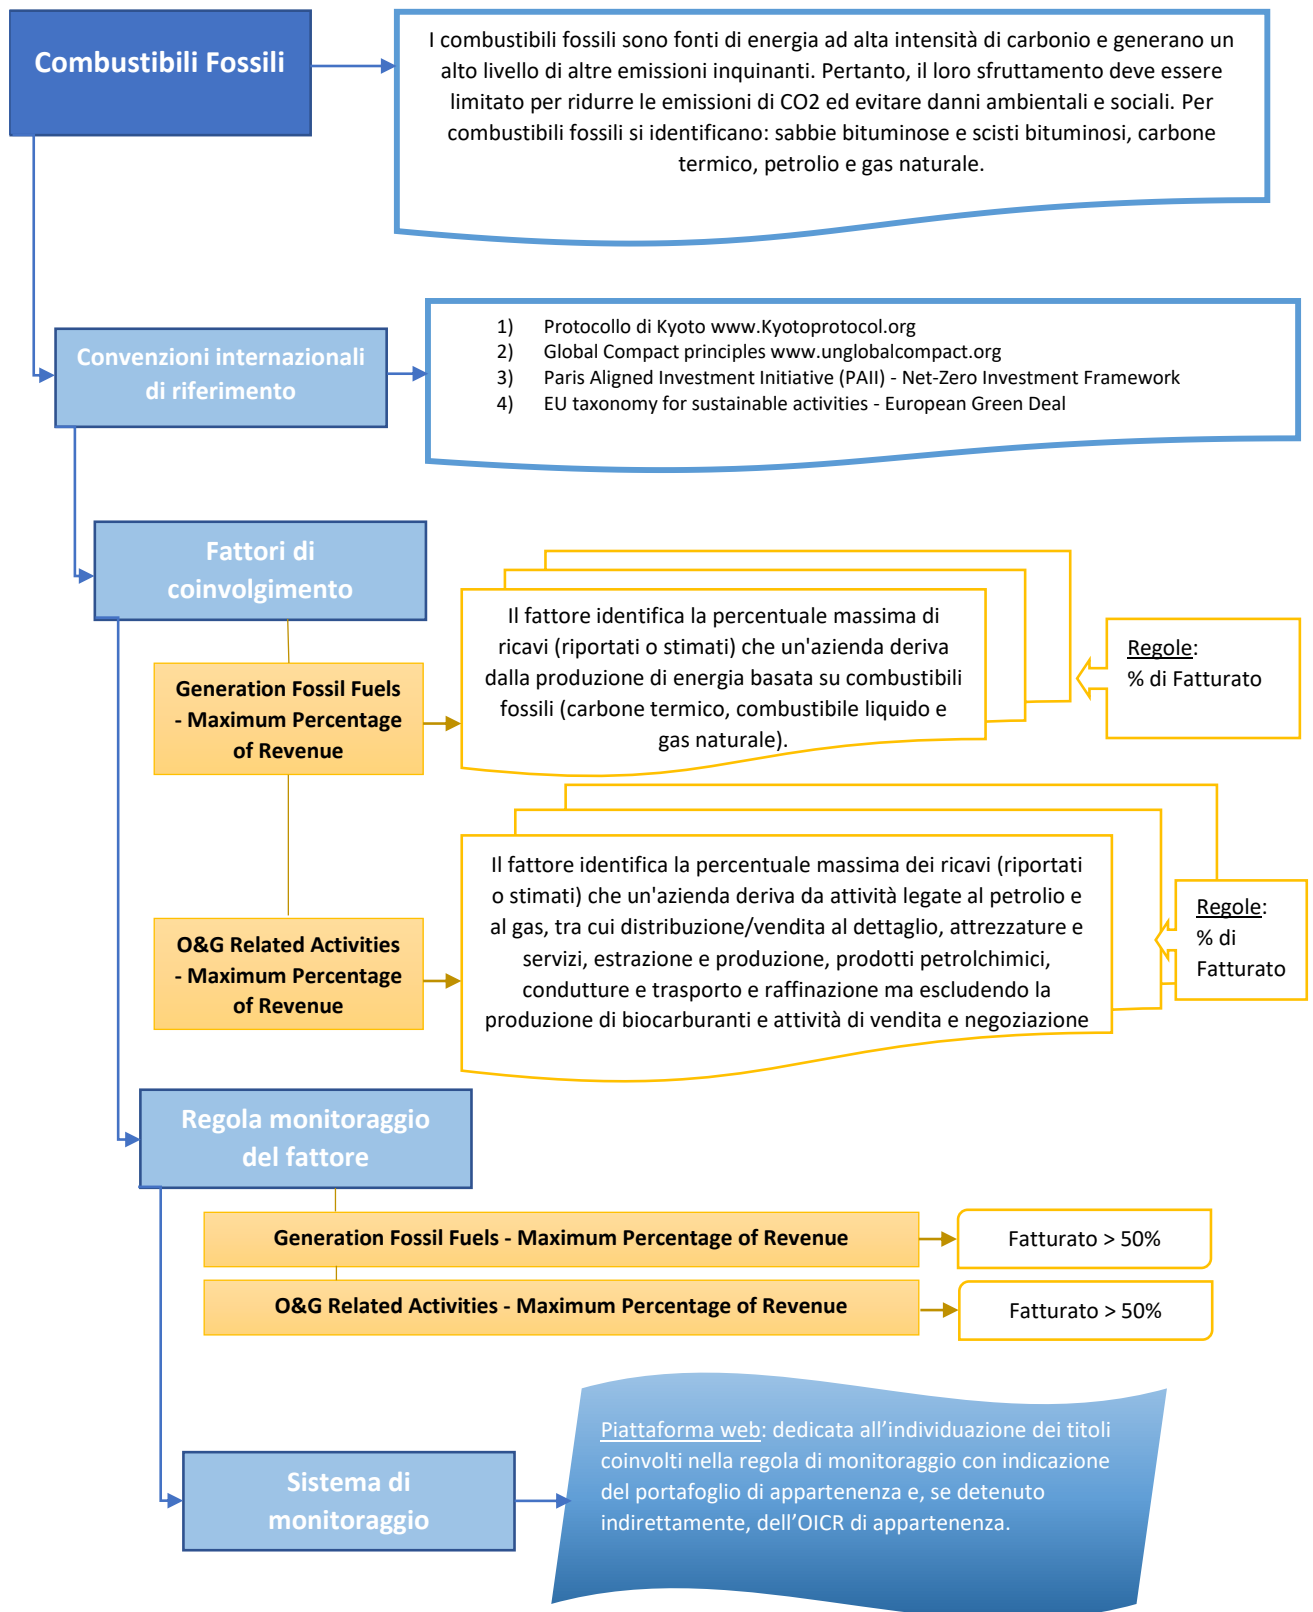 Combustibili Fossili
I combustibili fossili sono fonti di energia ad alta intensità di carbonio e generano un
alto livello di altre emissioni inquinanti. Pertanto, il loro sfruttamento deve essere
limitato per ridurre le emissioni di CO2 ed evitare danni ambientali e sociali. Per
combustibili fossili si identificano: sabbie bituminose e scisti bituminosi, carbone
termico, petrolio e gas naturale.
Convenzioni internazionali
di riferimento
1) Protocollo di Kyoto www.Kyotoprotocol.org
2) Global Compact principles www.unglobalcompact.org
3) Paris Aligned Investment Initiative (PAII) - Net-Zero Investment Framework
4) EU taxonomy for sustainable activities - European Green Deal
Fattori di
coinvolgimento
Generation Fossil Fuels
- Maximum Percentage
of Revenue
Il fattore identifica la percentuale massima di
ricavi (riportati o stimati) che un'azienda deriva
dalla produzione di energia basata su combustibili
fossili (carbone termico, combustibile liquido e
gas naturale).
Regole:
% di Fatturato
O&G Related Activities
- Maximum Percentage
of Revenue
Il fattore identifica la percentuale massima dei ricavi (riportati
o stimati) che un'azienda deriva da attività legate al petrolio e
al gas, tra cui distribuzione/vendita al dettaglio, attrezzature e
servizi, estrazione e produzione, prodotti petrolchimici,
condutture e trasporto e raffinazione ma escludendo la
produzione di biocarburanti e attività di vendita e negoziazione
Regole:
% di
Fatturato
Regola monitoraggio
del fattore
Generation Fossil Fuels - Maximum Percentage of Revenue
Fatturato > 50%
O&G Related Activities - Maximum Percentage of Revenue
Fatturato > 50%
Sistema di
monitoraggio
Piattaforma web: dedicata all’individuazione dei titoli
coinvolti nella regola di monitoraggio con indicazione
del portafoglio di appartenenza e, se detenuto
indirettamente, dell’OICR di appartenenza.